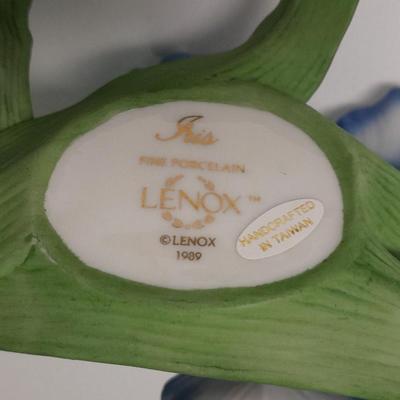 Iris
FINE PORCELAIN
LENOX™
©LENOX
1989
HANDCRAFTED
IN TAIWAN